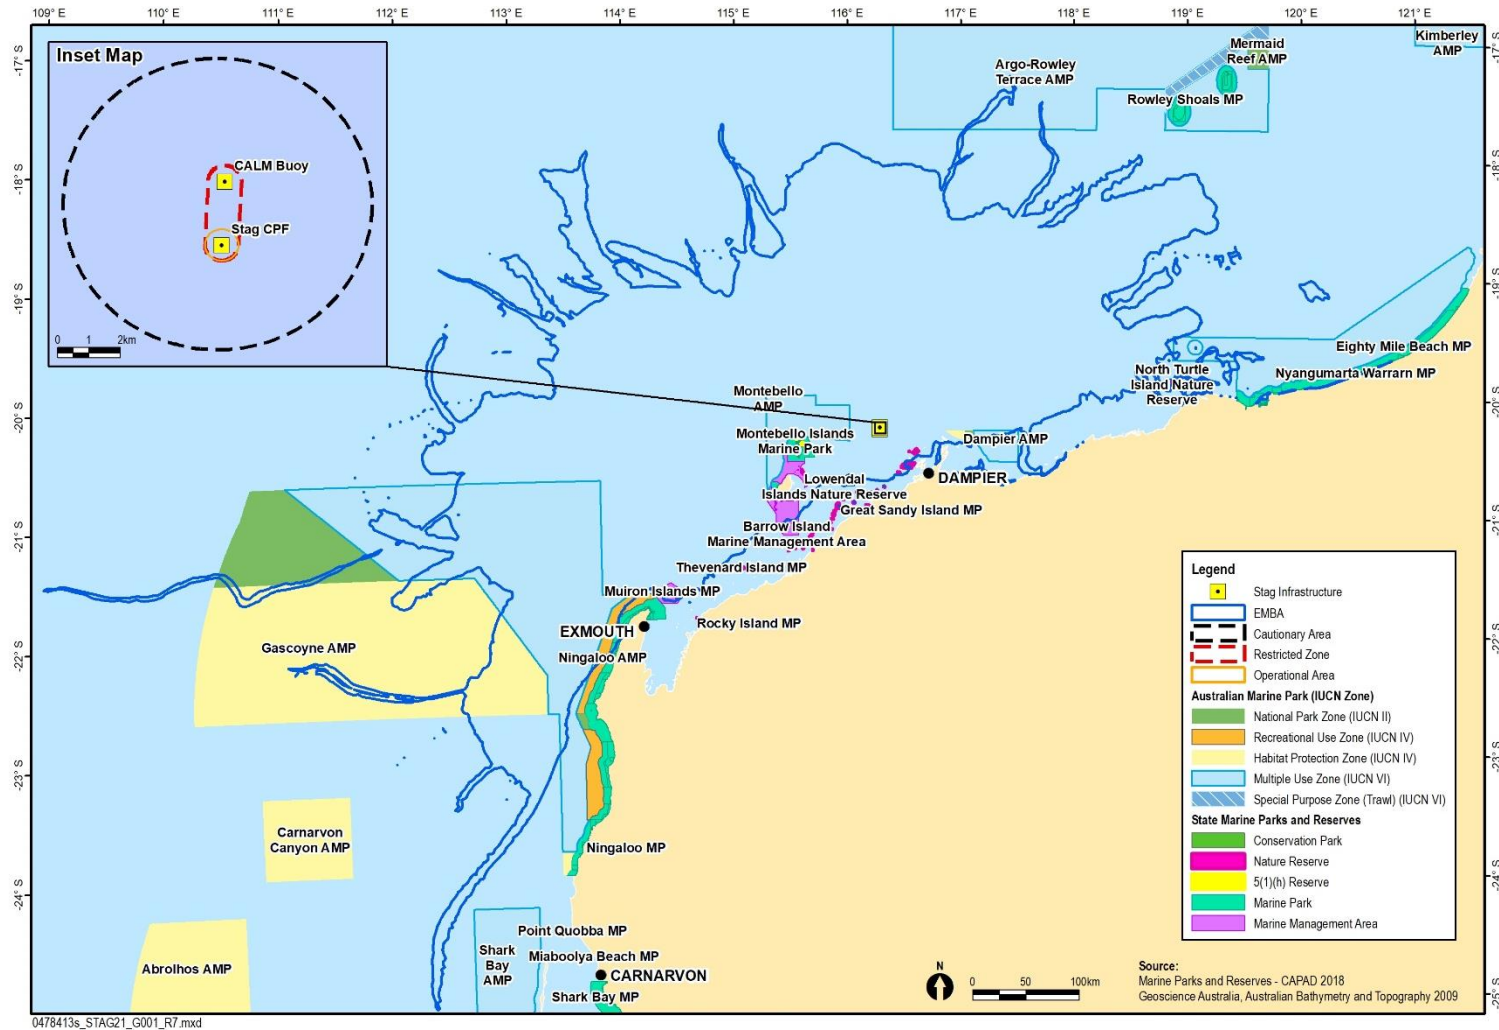 109° E
110° E
111° E
112° E
113° E
114° E
115° E
116° E
117° E
118° E
119° E
120° E
121° E
-17° S
-18° S
-19° S
-20° S
-21° S
-22° S
-23° S
-24° S
-17° S
-18° S
-19° S
-20° S
-21° S
-22° S
-23° S
-24° S
-25° S
Inset Map
CALM Buoy
Stag CPF
0 1 2km
Kimberley
AMP
Mermaid
Reef AMP
Argo-Rowley
Terrace AMP
Rowley Shoals MP
Eighty Mile Beach MP
Nyangumarta Warrarn MP
North Turtle
Island Nature
Reserve
Montebello
AMP
Montebello Islands
Marine Park
Dampier AMP
Lowendal
Islands Nature Reserve
DAMPIER
Great Sandy Island MP
Barrow Island
Marine Management Area
Thevenard Island MP
Muiron Islands MP
Rocky Island MP
EXMOUTH
Gascoyne AMP
Ningaloo AMP
Carnarvon
Canyon AMP
Ningaloo MP
Point Quobba MP
Shark
Bay
AMP
Miaboolya Beach MP
Abrolhos AMP
CARNARVON
Shark Bay MP
Legend
Stag Infrastructure
EMBA
Cautionary Area
Restricted Zone
Operational Area
Australian Marine Park (IUCN Zone)
National Park Zone (IUCN II)
Recreational Use Zone (IUCN IV)
Habitat Protection Zone (IUCN IV)
Multiple Use Zone (IUCN VI)
Special Purpose Zone (Trawl) (IUCN VI)
State Marine Parks and Reserves
Conservation Park
Nature Reserve
5(1)(h) Reserve
Marine Park
Marine Management Area
N
0 50 100km
Source:
Marine Parks and Reserves - CAPAD 2018
Geoscience Australia, Australian Bathymetry and Topography 2009
0478413s_STAG21_G001_R7.mxd